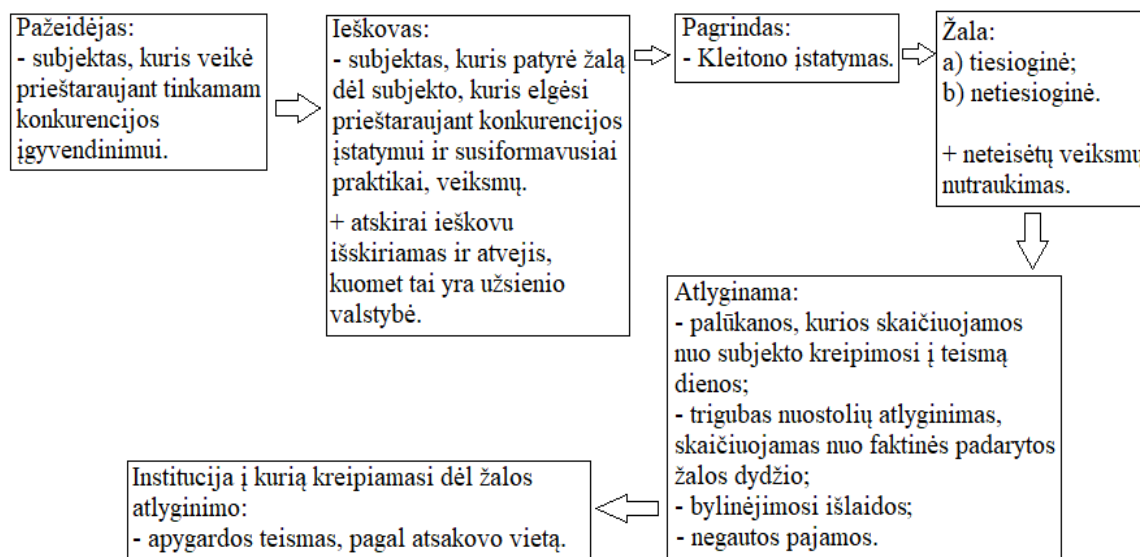 Pažeidėjas:
- subjektas, kuris veikė
prieštaraujant tinkamam
konkurencijos
įgyvendinimui.
Ieškovas:
- subjektas, kuris patyrė žalą
dėl subjekto, kuris elgėsi
prieštaraujant konkurencijos
įstatymui ir susiformavusiai
praktikai, veiksmų.
+ atskirai ieškovu
išskiriamas ir atvejis,
kuomet tai yra užsienio
valstybė.
Pagrindas:
- Kleitono įstatymas.
Žala:
a) tiesioginė;
b) netiesioginė.
+ neteisėtų veiksmų
nutraukimas.
Atlyginama:
- palūkanos, kurios skaičiuojamos
nuo subjekto kreipimosi į teismą
dienos;
- trigubas nuostolių atlyginimas,
skaičiuojamas nuo faktinės padarytos
žalos dydžio;
- bylinėjimosi išlaidos;
- negautos pajamos.
Institucija į kurią kreipiamasi dėl žalos
atlyginimo:
- apygardos teismas, pagal atsakovo vietą.